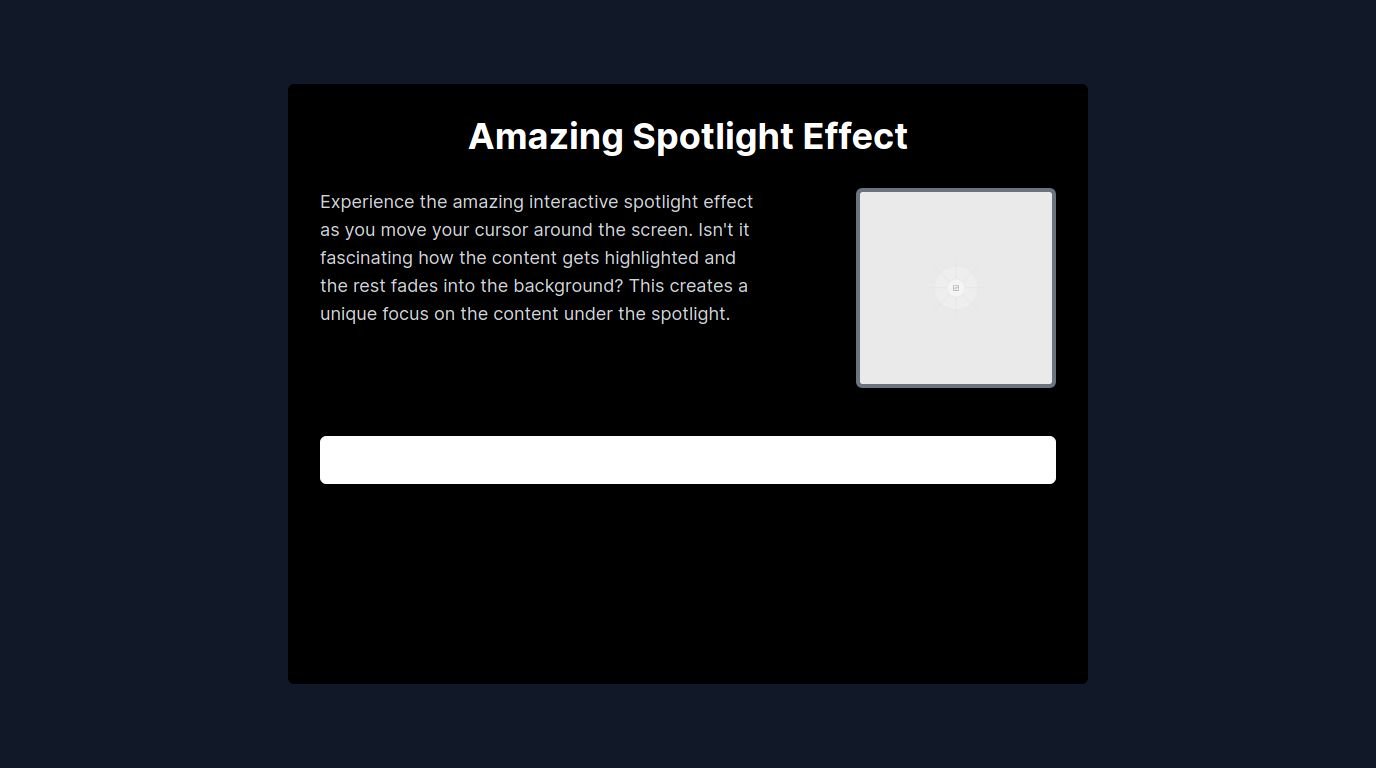 Amazing Spotlight Effect
Experience the amazing interactive spotlight effect
as you move your cursor around the screen. Isn't it
fascinating how the content gets highlighted and
the rest fades into the background? This creates a
unique focus on the content under the spotlight.